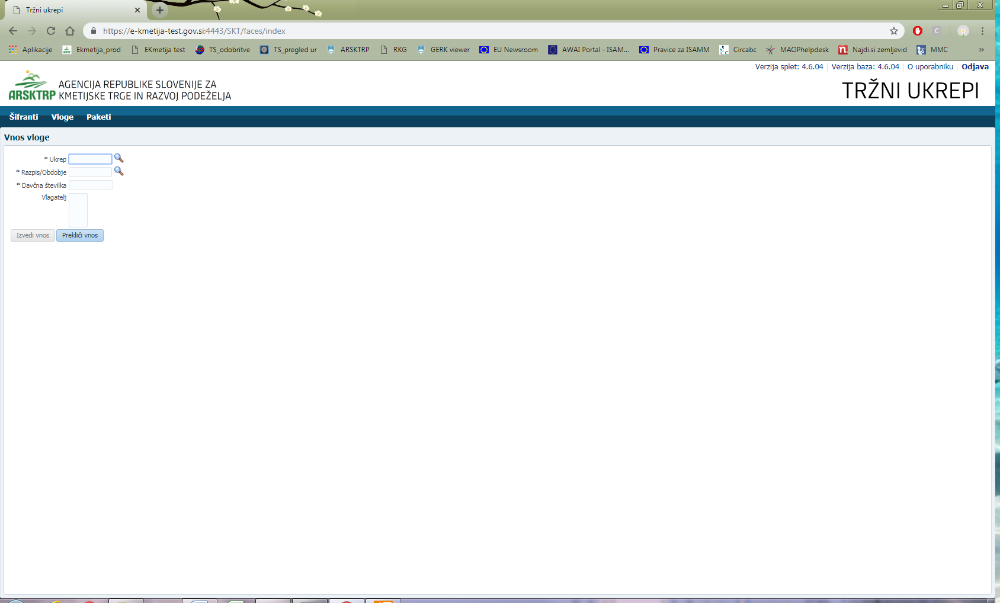 Tržni ukrepi
https://e-kmetija-test.gov.si:4443/SKT/faces/index
Aplikacije Ekmetija_prod EKmetija test TS_odobritve TS_pregled ur ARSKTRP RKG GERK viewer EU Newsroom AWAI Portal - ISAM... Pravice za ISAMM Circabc MAOPhelpdesk Najdi.si zemljevid MMC »
Verzija splet: 4.6.04 Verzija baza: 4.6.04 O uporabniku Odjava
ARSKTRP
AGENCIJA REPUBLIKE SLOVENIJE ZA
KMETIJSKE TRGE IN RAZVOJ PODEŽELJA
TRŽNI UKREPI
Šifranti Vloge Paketi
Vnos vloge
* Ukrep
* Razpis/Obdobje
* Davčna številka
Vlagatelj
Izvedi vnos Prekliči vnos